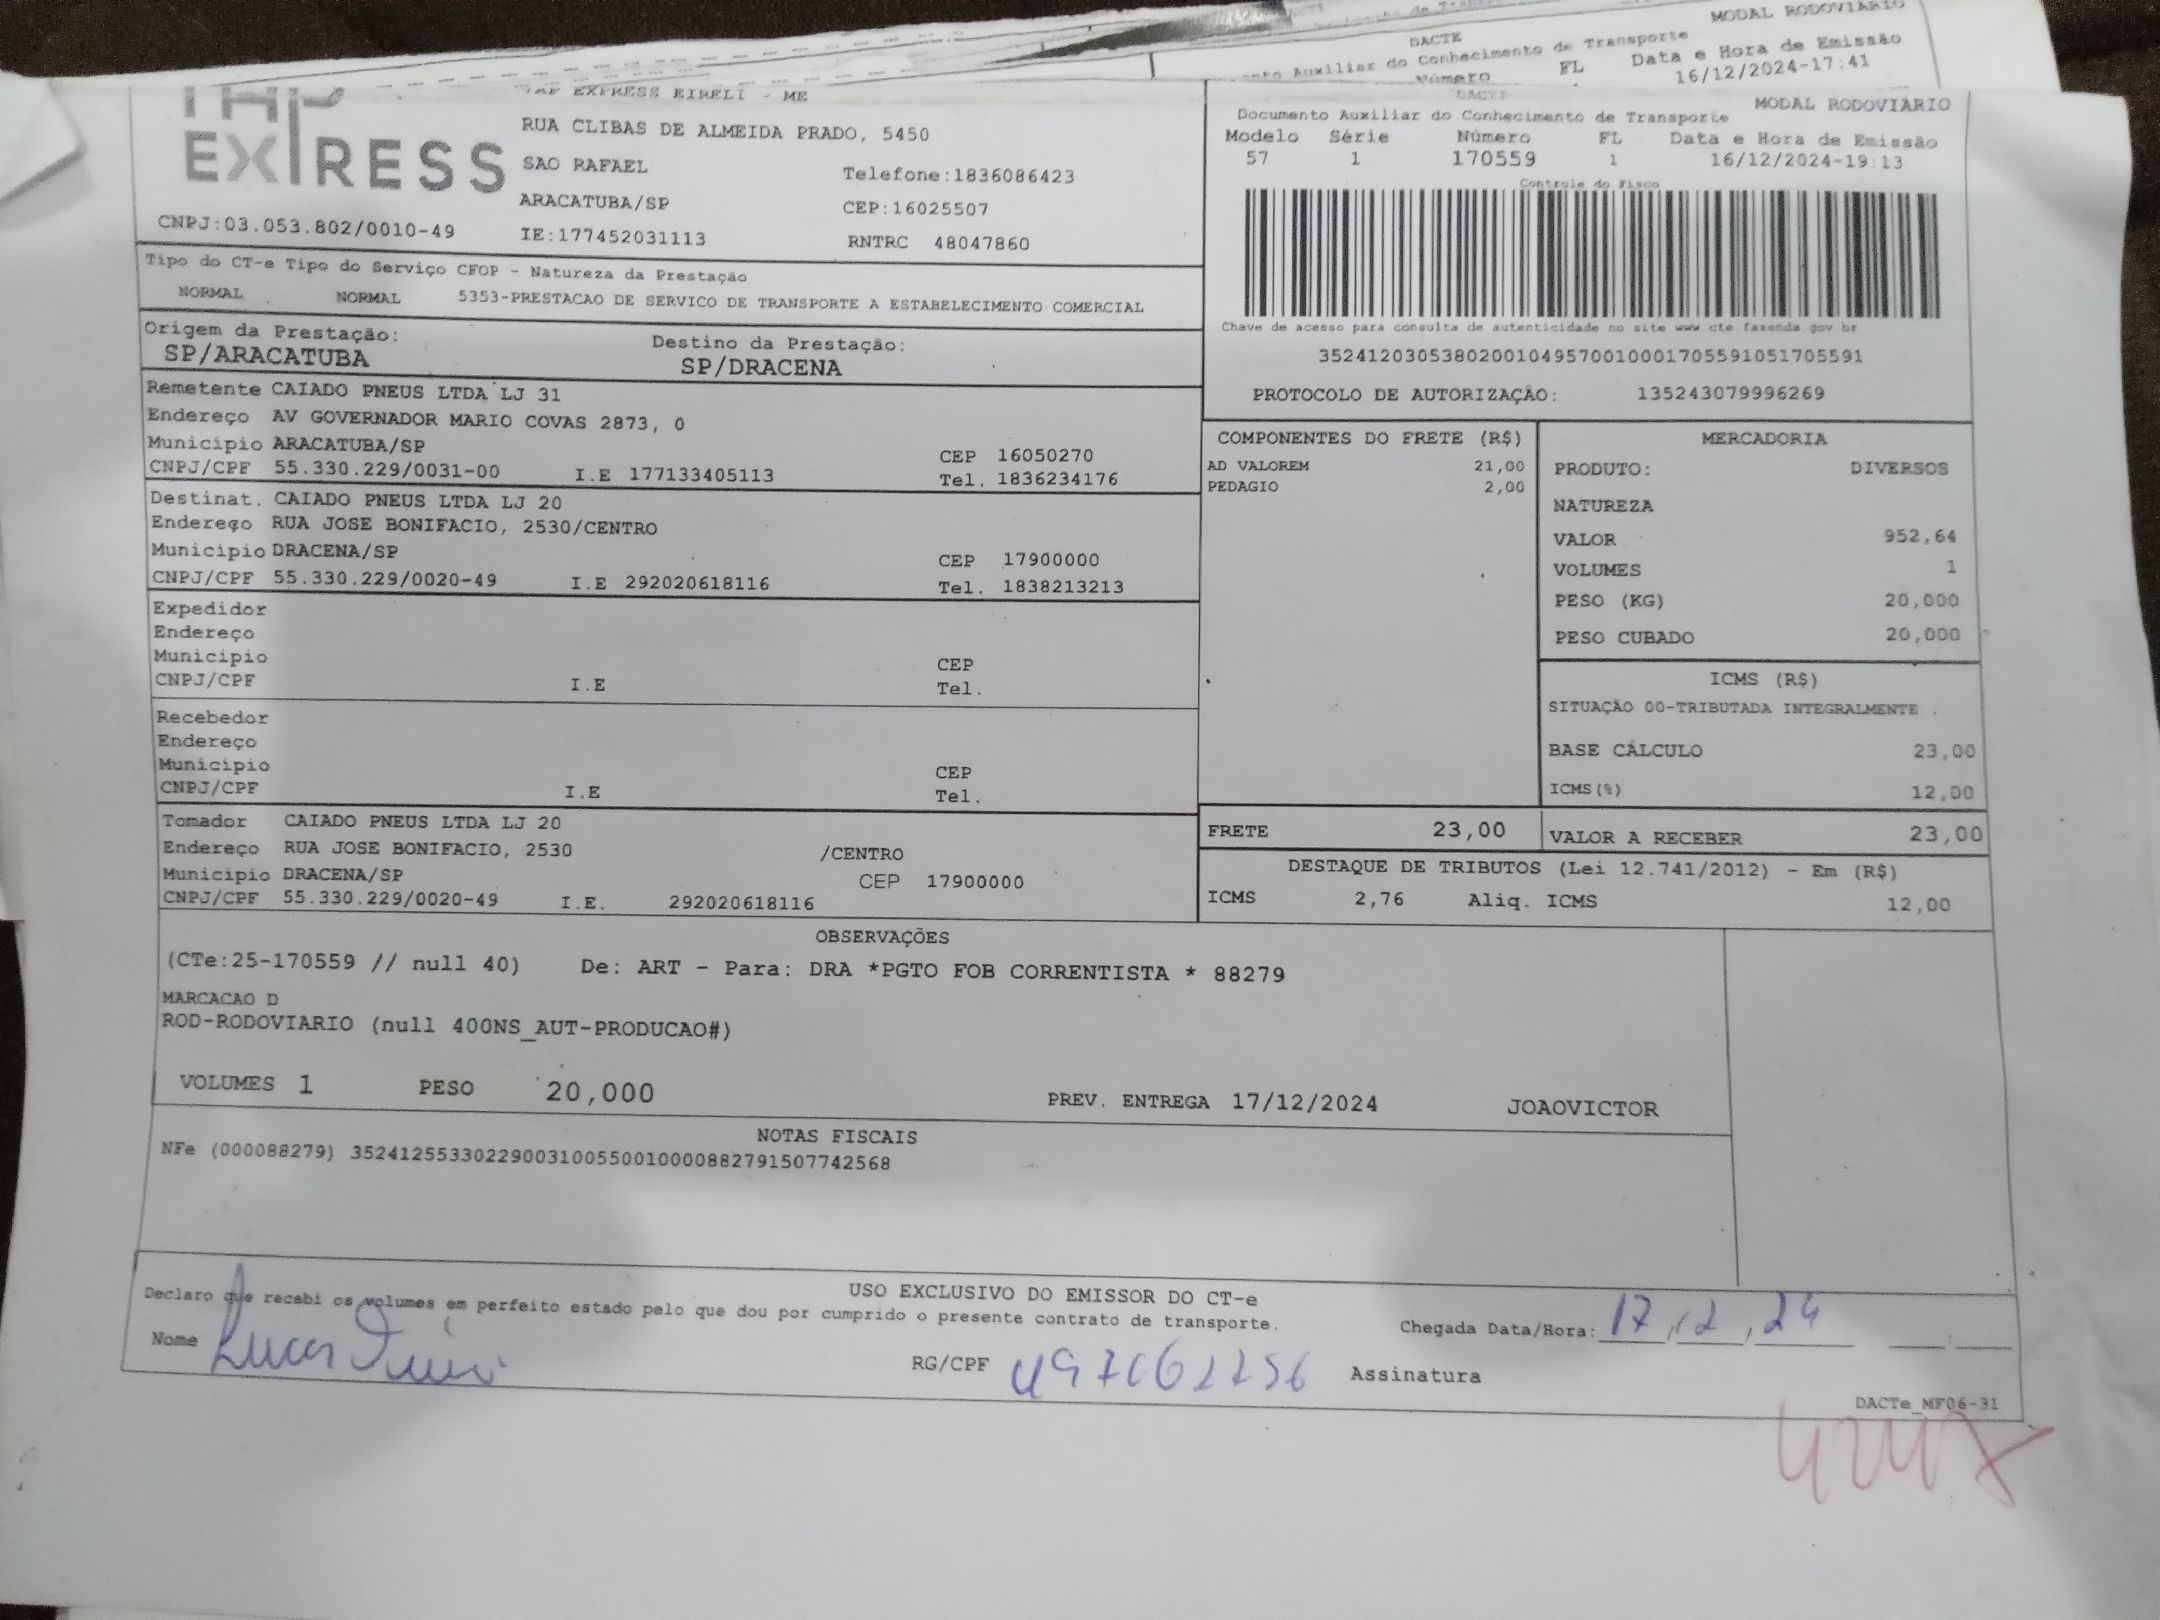 MODAL RODOVIÁRIO
DACTE
Auxiliar do Conhecimento de Transporte
Número FL Data e Hora de Emissão
16/12/2024-17:41
EXPRESS
EXPRESS EIRELI - ME
RUA CLIBAS DE ALMEIDA PRADO, 5450
SAO RAFAEL Telefone:1836086423
ARACATUBA/SP CEP:16025507
CNPJ:03.053.802/0010-49 IE:177452031113 RNTRC 48047860
DACTE MODAL RODOVIÁRIO
Documento Auxiliar do Conhecimento de Transporte
Modelo Série Número FL Data e Hora de Emissão
57 1 170559 1 16/12/2024-19:13
Controle do Fisco
Chave de acesso para consulta de autenticidade no site www cte.fazenda.gov.br
35241203053802001049570010001705591051705591
PROTOCOLO DE AUTORIZAÇÃO: 135243079996269
Tipo do CT-e Tipo do Serviço CFOP - Natureza da Prestação
NORMAL NORMAL 5353-PRESTACAO DE SERVICO DE TRANSPORTE A ESTABELECIMENTO COMERCIAL
Origem da Prestação: Destino da Prestação:
SP/ARACATUBA SP/DRACENA
Remetente CAIADO PNEUS LTDA LJ 31
Endereço AV GOVERNADOR MARIO COVAS 2873, 0
Município ARACATUBA/SP CEP 16050270
CNPJ/CPF 55.330.229/0031-00 I.E 177133405113 Tel. 1836234176
Destinat. CAIADO PNEUS LTDA LJ 20
Endereço RUA JOSE BONIFACIO, 2530/CENTRO
Município DRACENA/SP CEP 17900000
CNPJ/CPF 55.330.229/0020-49 I.E 292020618116 Tel. 1838213213
Expedidor
Endereço
Município CEP
CNPJ/CPF I.E Tel.
Recebedor
Endereço
Município CEP
CNPJ/CPF I.E Tel.
Tomador CAIADO PNEUS LTDA LJ 20
Endereço RUA JOSE BONIFACIO, 2530 /CENTRO
Município DRACENA/SP CEP 17900000
CNPJ/CPF 55.330.229/0020-49 I.E. 292020618116
COMPONENTES DO FRETE (R$)
AD VALOREM 21,00
PEDAGIO 2,00
MERCADORIA
PRODUTO: DIVERSOS
NATUREZA
VALOR 952,64
VOLUMES 1
PESO (KG) 20,000
PESO CUBADO 20,000
ICMS (R$)
SITUAÇÃO 00-TRIBUTADA INTEGRALMENTE
BASE CÁLCULO 23,00
ICMS(%) 12,00
FRETE 23,00 VALOR A RECEBER 23,00
DESTAQUE DE TRIBUTOS (Lei 12.741/2012) - Em (R$)
ICMS 2,76 Aliq. ICMS 12,00
OBSERVAÇÕES
(CTe:25-170559 // null 40) De: ART - Para: DRA *PGTO FOB CORRENTISTA * 88279
MARCACAO D
ROD-RODOVIARIO (null 400NS_AUT-PRODUCAO#)
VOLUMES 1 PESO 20,000 PREV. ENTREGA 17/12/2024 JOAOVICTOR
NOTAS FISCAIS
NFe (000088279) 35241255330229003100550010000882791507742568
USO EXCLUSIVO DO EMISSOR DO CT-e
Declaro que recebi os volumes em perfeito estado pelo que dou por cumprido o presente contrato de transporte.
Chegada Data/Hora: 17,12,24 :
Nome Lucas RG/CPF Assinatura
DACTe_MF06-31